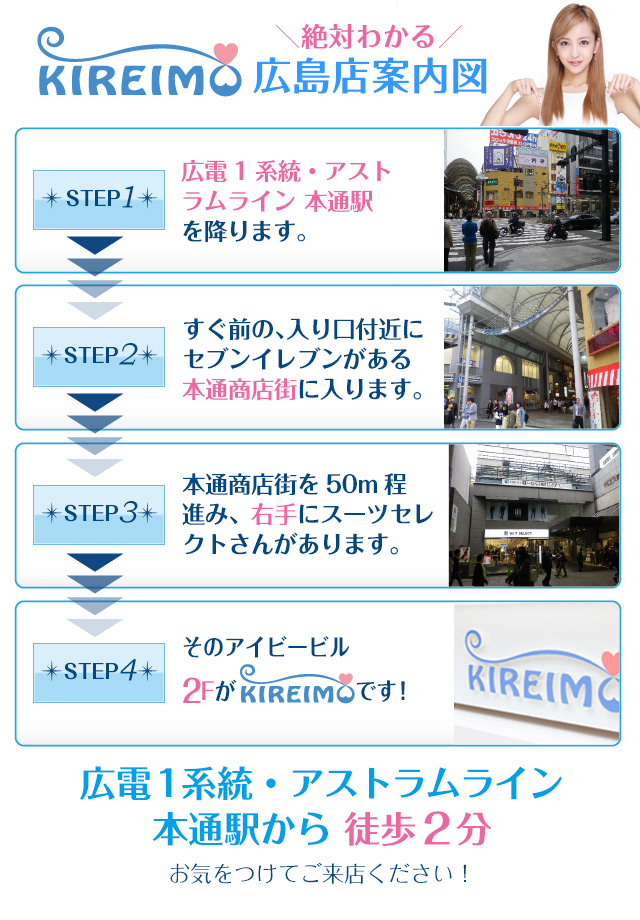 ＼絶対わかる／
KIREIMO 広島店案内図
STEP1
広電1系統・アスト
ラムライン 本通駅
を降ります。
STEP2
すぐ前の、入り口付近に
セブンイレブンがある
本通商店街に入ります。
STEP3
本通商店街を50m程
進み、右手にスーツセレ
クトさんがあります。
SUIT SELECT
STEP4
そのアイビービル
2FがKIREIMOです！
KIREIMO
広電1系統・アストラムライン
本通駅から 徒歩2分
お気をつけてご来店ください！